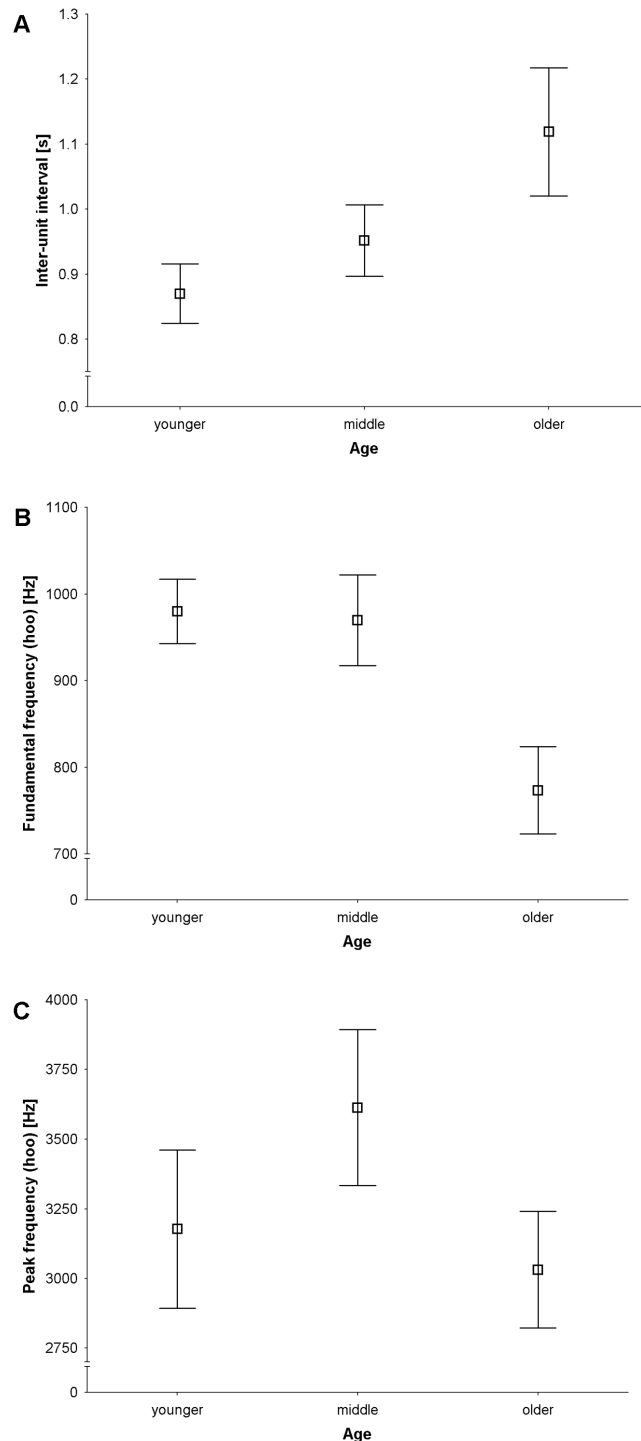 A
Inter-unit interval [s]
1.3
1.2
1.1
1.0
0.9
0.8
0.0
younger middle older
Age
B
Fundamental frequency (hoo) [Hz]
1100
1000
900
800
700
0
younger middle older
Age
C
Peak frequency (hoo) [Hz]
4000
3750
3500
3250
3000
2750
0
younger middle older
Age